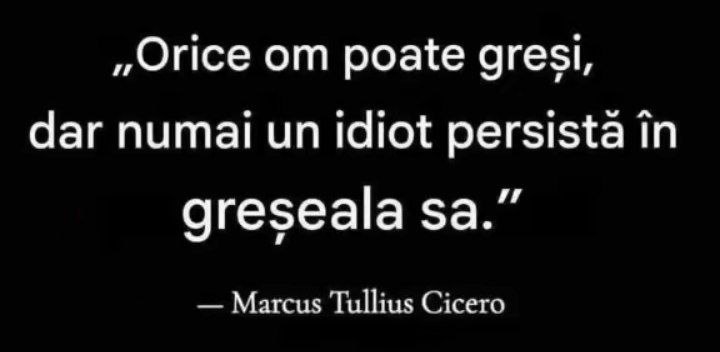 „Orice om poate greși,
dar numai un idiot persistă în
greșeala sa.”
— Marcus Tullius Cicero